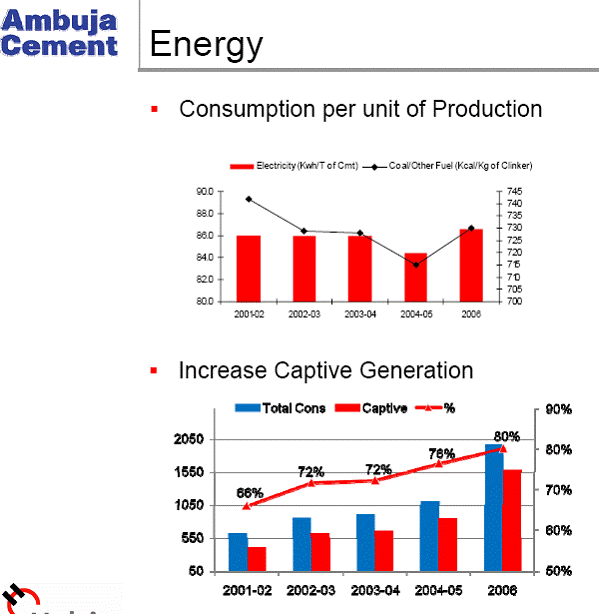 Ambuja
Cement
Energy
Consumption per unit of Production
Electricity (Kwh/T of Cmt) Coal/Other Fuel (Kcal/Kg of Clinker)
90.0 745
740
88.0 735
730
86.0 725
720
84.0 715
710
82.0 705
80.0 700
2001-02 2002-03 2003-04 2004-05 2006
Increase Captive Generation
Total Cons Captive %
90%
2050 80% 80%
76%
1550 66% 72% 72% 70%
1050 60%
550
50 50%
2001-02 2002-03 2003-04 2004-05 2006